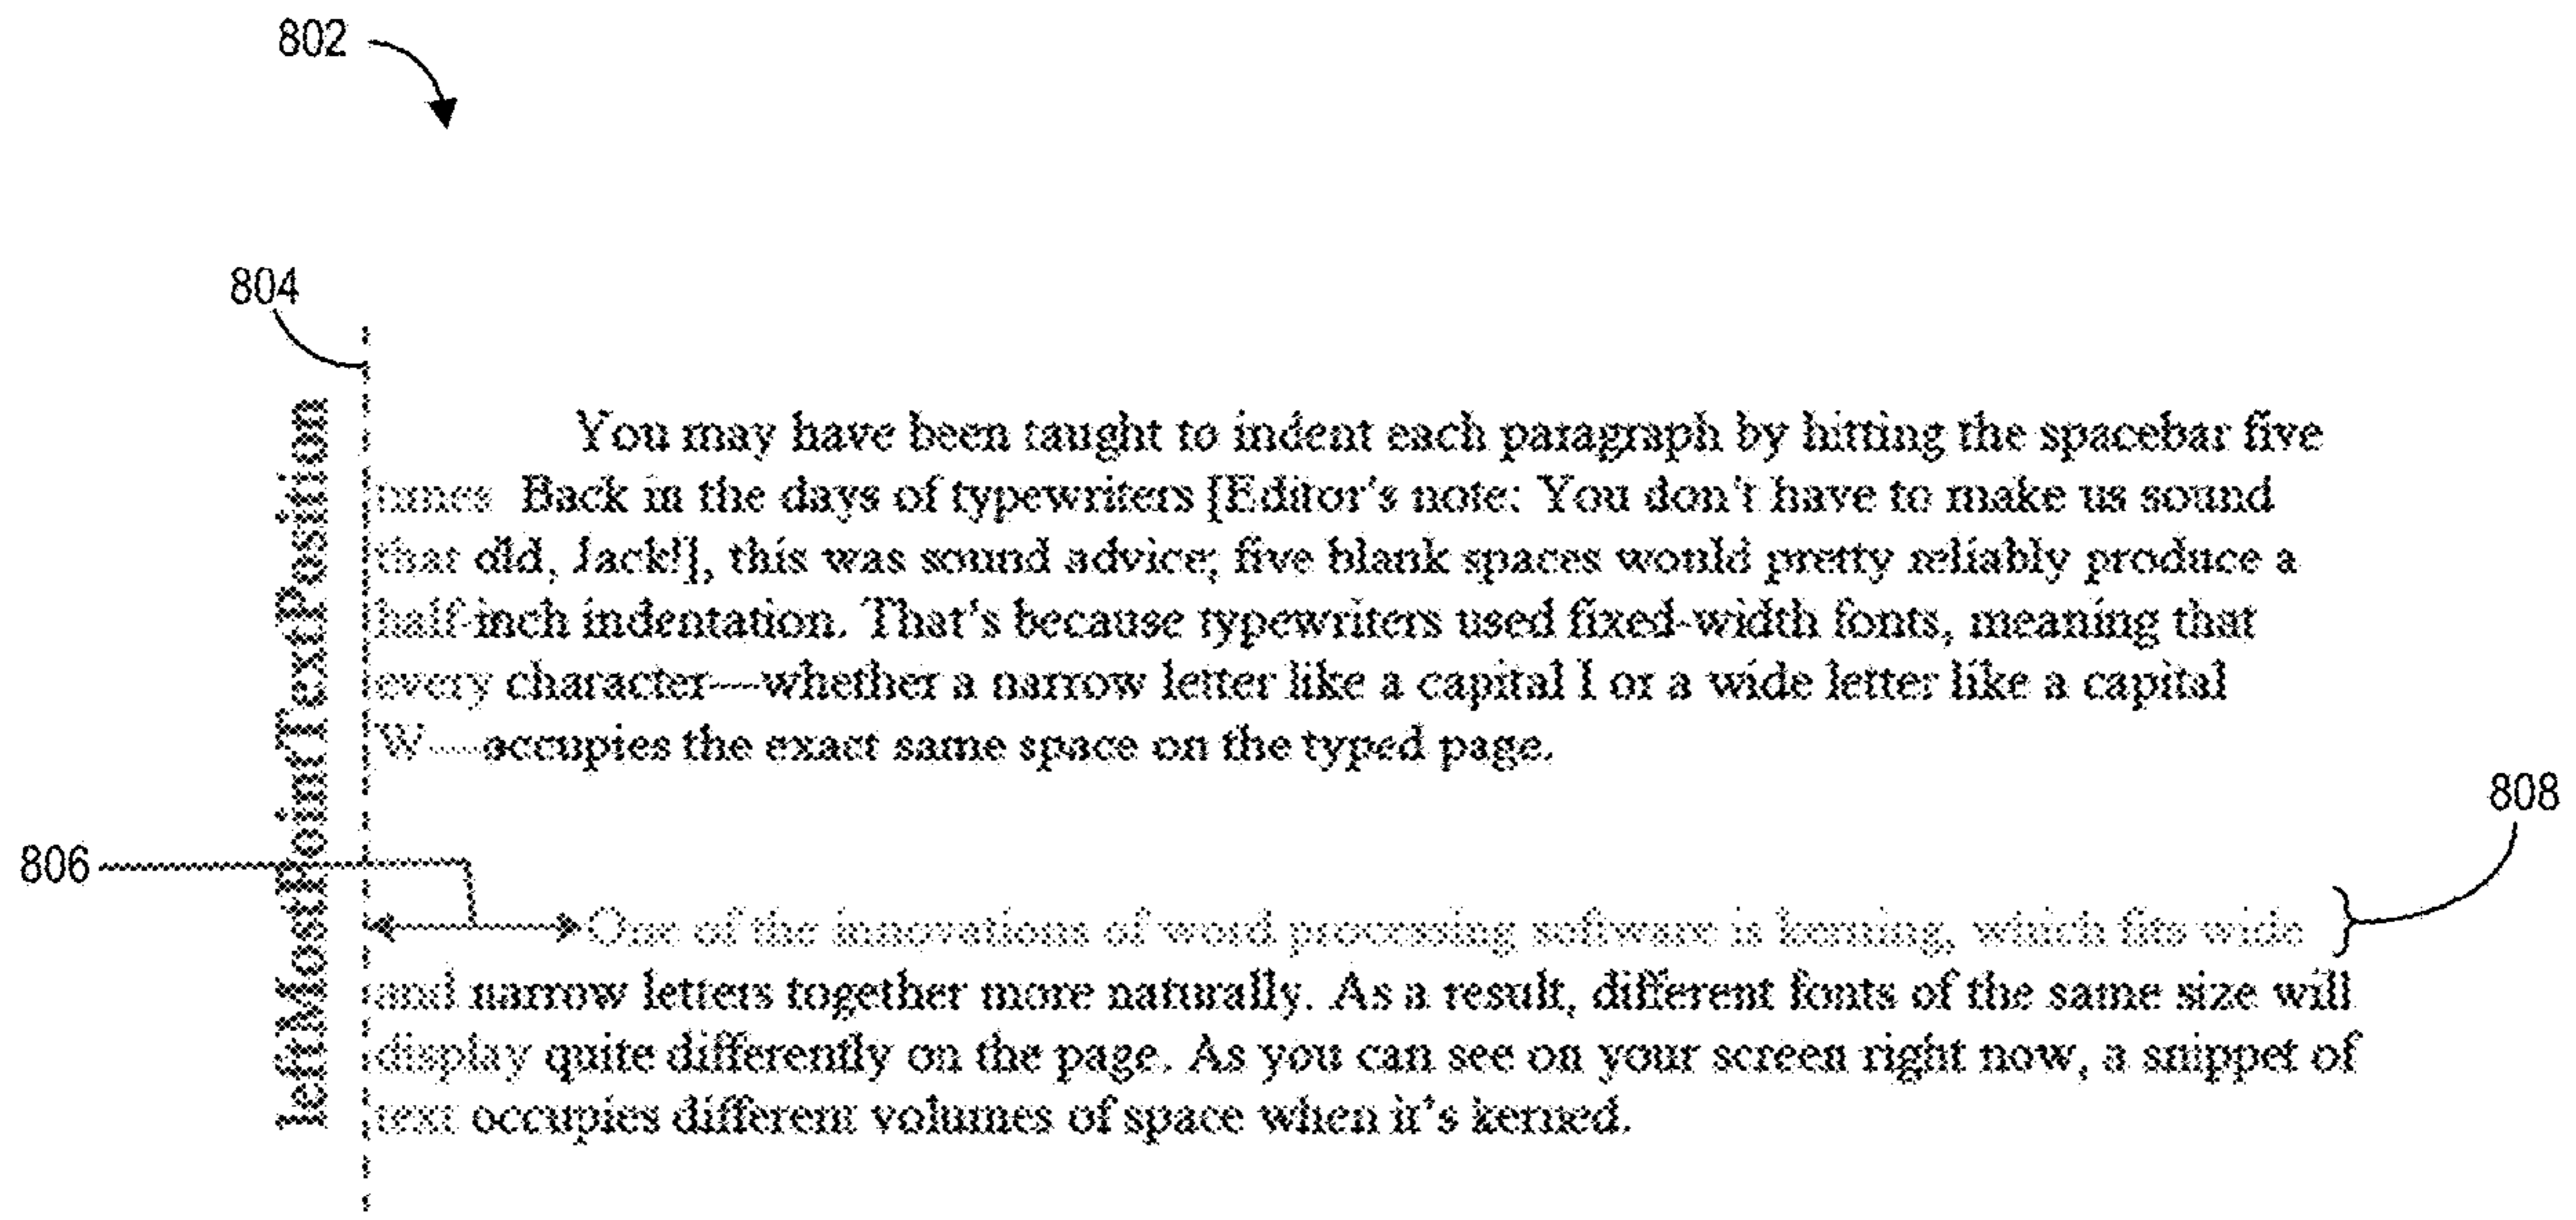 802
804
leftMostPointTextPosition
You may have been taught to indent each paragraph by hitting the spacebar five
times Back in the days of typewriters [Editor's note: You don't have to make us sound
that old, Jack!], this was sound advice; five blank spaces would pretty reliably produce a
half-inch indentation. That's because typewriters used fixed-width fonts, meaning that
every character—whether a narrow letter like a capital I or a wide letter like a capital
W—occupies the exact same space on the typed page.
808
806
One of the innovations of word processing software is kerning, which fits wide
and narrow letters together more naturally. As a result, different fonts of the same size will
display quite differently on the page. As you can see on your screen right now, a snippet of
text occupies different volumes of space when it's kerned.